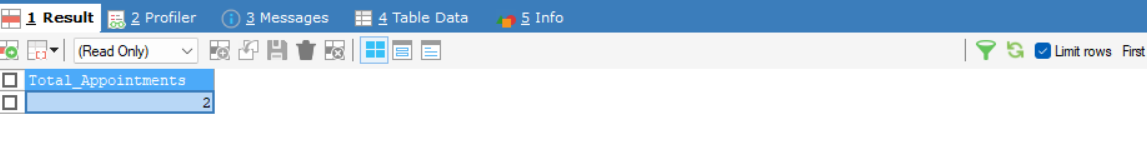 1 Result 2 Profiler 3 Messages 4 Table Data 5 Info
(Read Only) Limit rows First
Total_Appointments
2